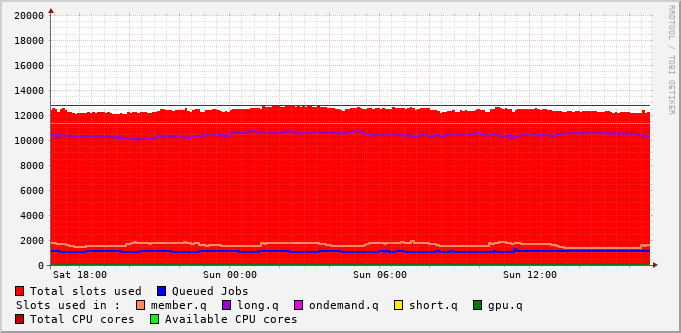 20000
18000
16000
14000
12000
10000
8000
6000
4000
2000
0
Sat 18:00 Sun 00:00 Sun 06:00 Sun 12:00
RRDTOOL / TOBI OETIKER
Total slots used Queued Jobs
Slots used in : member.q long.q ondemand.q short.q gpu.q
Total CPU cores Available CPU cores